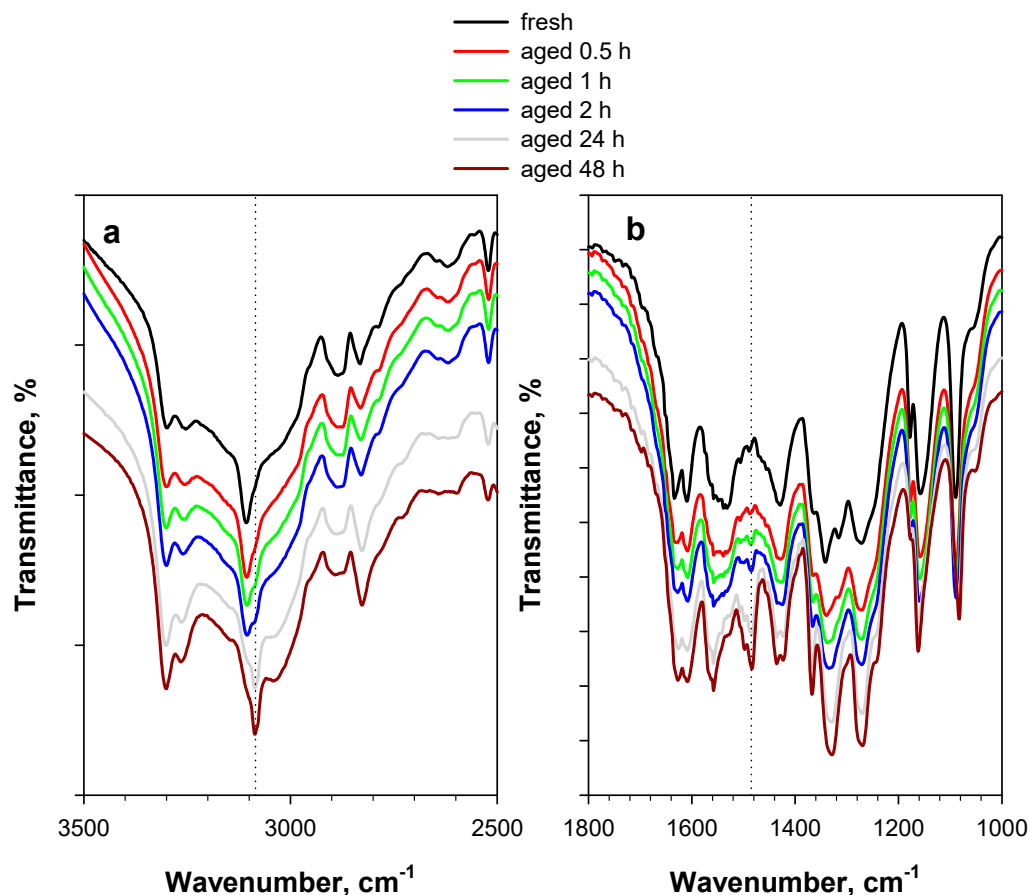 fresh
aged 0.5 h
aged 1 h
aged 2 h
aged 24 h
aged 48 h
a
b
Transmittance, %
Transmittance, %
3500 3000 2500
1800 1600 1400 1200 1000
Wavenumber, cm-1
Wavenumber, cm-1